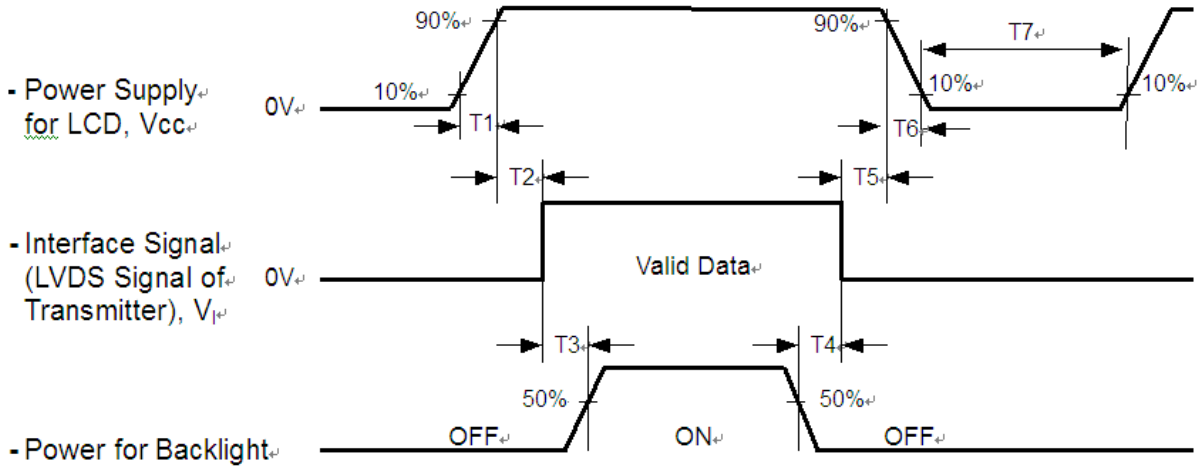 90%
90%
T7
- Power Supply
for LCD, Vcc
0V
10%
10%
10%
T1
T6
T2
T5
- Interface Signal
(LVDS Signal of
Transmitter), VI
0V
Valid Data
T3
T4
50%
50%
- Power for Backlight
OFF
ON
OFF